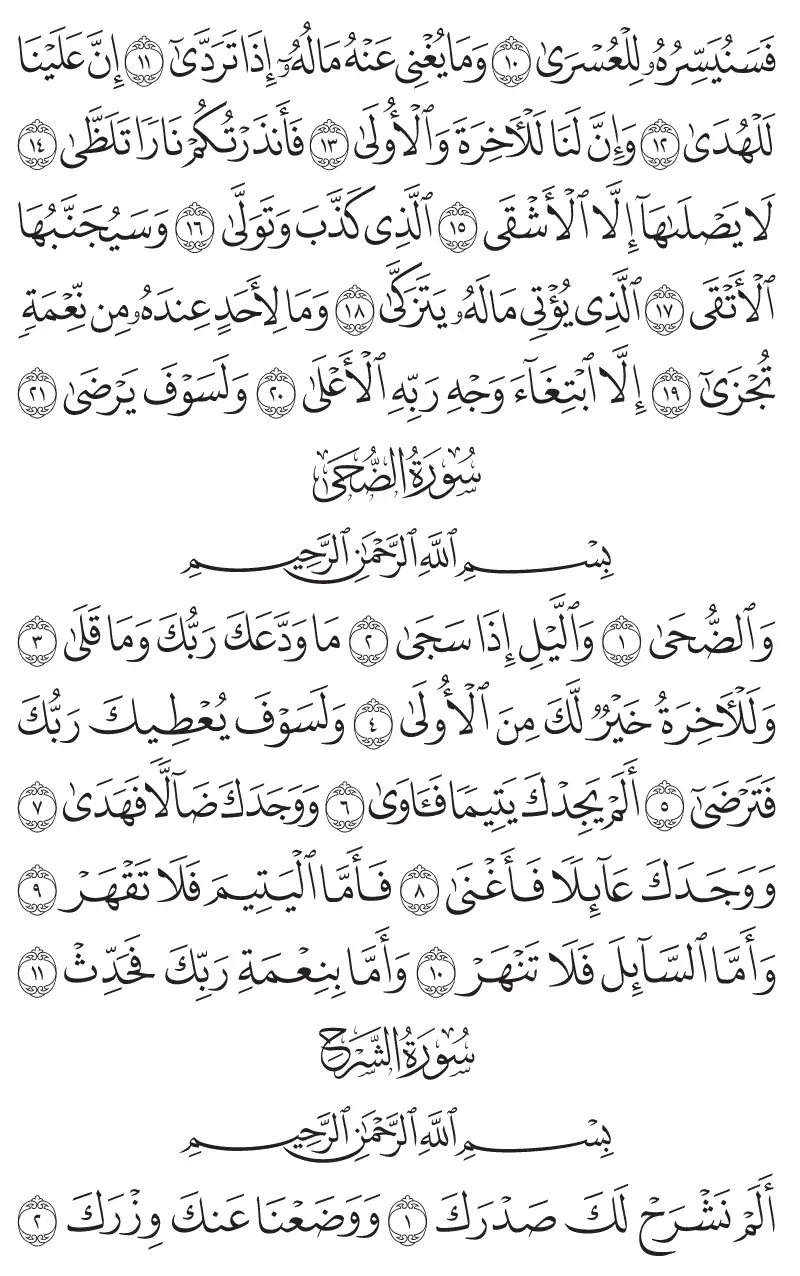 فَسَنُيَسِّرُهُۥ لِلْعُسْرَىٰ ١٠ وَمَا يُغْنِى عَنْهُ مَالُهُۥٓ إِذَا تَرَدَّىٰٓ ١١ إِنَّ عَلَيْنَا
لَلْهُدَىٰ ١٢ وَإِنَّ لَنَا لَلْـَٔاخِرَةَ وَٱلْأُولَىٰ ١٣ فَأَنذَرْتُكُمْ نَارًا تَلَظَّىٰ ١٤
لَا يَصْلَىٰهَآ إِلَّا ٱلْأَشْقَى ١٥ ٱلَّذِى كَذَّبَ وَتَوَلَّىٰ ١٦ وَسَيُجَنَّبُهَا
ٱلْأَتْقَى ١٧ ٱلَّذِى يُؤْتِى مَالَهُۥ يَتَزَكَّىٰ ١٨ وَمَا لِأَحَدٍ عِندَهُۥ مِن نِّعْمَةٍ
تُجْزَىٰٓ ١٩ إِلَّا ٱبْتِغَآءَ وَجْهِ رَبِّهِ ٱلْأَعْلَىٰ ٢٠ وَلَسَوْفَ يَرْضَىٰ ٢١
سُورَةُ الضُّحَىٰ
بِسْمِ ٱللَّهِ ٱلرَّحْمَٰنِ ٱلرَّحِيمِ
وَٱلضُّحَىٰ ١ وَٱلَّيْلِ إِذَا سَجَىٰ ٢ مَا وَدَّعَكَ رَبُّكَ وَمَا قَلَىٰ ٣
وَلَلْـَٔاخِرَةُ خَيْرٌ لَّكَ مِنَ ٱلْأُولَىٰ ٤ وَلَسَوْفَ يُعْطِيكَ رَبُّكَ
فَتَرْضَىٰٓ ٥ أَلَمْ يَجِدْكَ يَتِيمًا فَـَٔاوَىٰ ٦ وَوَجَدَكَ ضَآلًّا فَهَدَىٰ ٧
وَوَجَدَكَ عَآئِلًا فَأَغْنَىٰ ٨ فَأَمَّا ٱلْيَتِيمَ فَلَا تَقْهَرْ ٩
وَأَمَّا ٱلسَّآئِلَ فَلَا تَنْهَرْ ١٠ وَأَمَّا بِنِعْمَةِ رَبِّكَ فَحَدِّثْ ١١
سُورَةُ الشَّرْحِ
بِسْمِ ٱللَّهِ ٱلرَّحْمَٰنِ ٱلرَّحِيمِ
أَلَمْ نَشْرَحْ لَكَ صَدْرَكَ ١ وَوَضَعْنَا عَنكَ وِزْرَكَ ٢